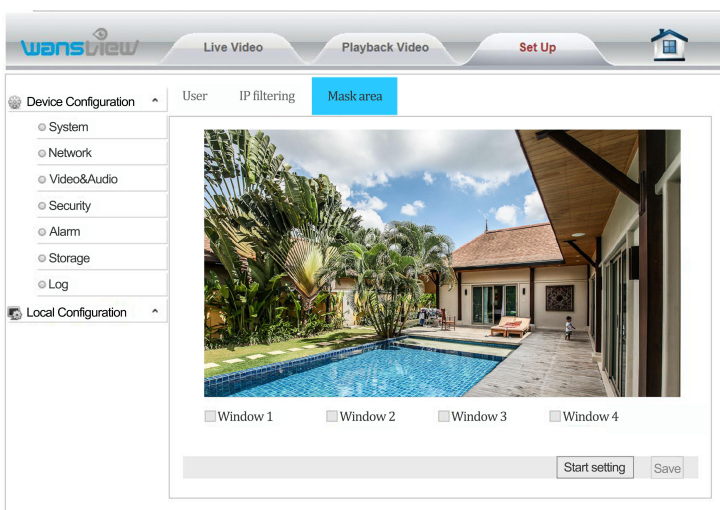 wansview
Live Video
Playback Video
Set Up
Device Configuration
System
Network
Video&Audio
Security
Alarm
Storage
Log
Local Configuration
User
IP filtering
Mask area
Window 1
Window 2
Window 3
Window 4
Start setting
Save